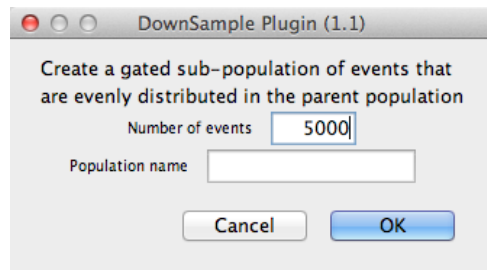 DownSample Plugin (1.1)
Create a gated sub-population of events that
are evenly distributed in the parent population
Number of events 5000
Population name
Cancel OK